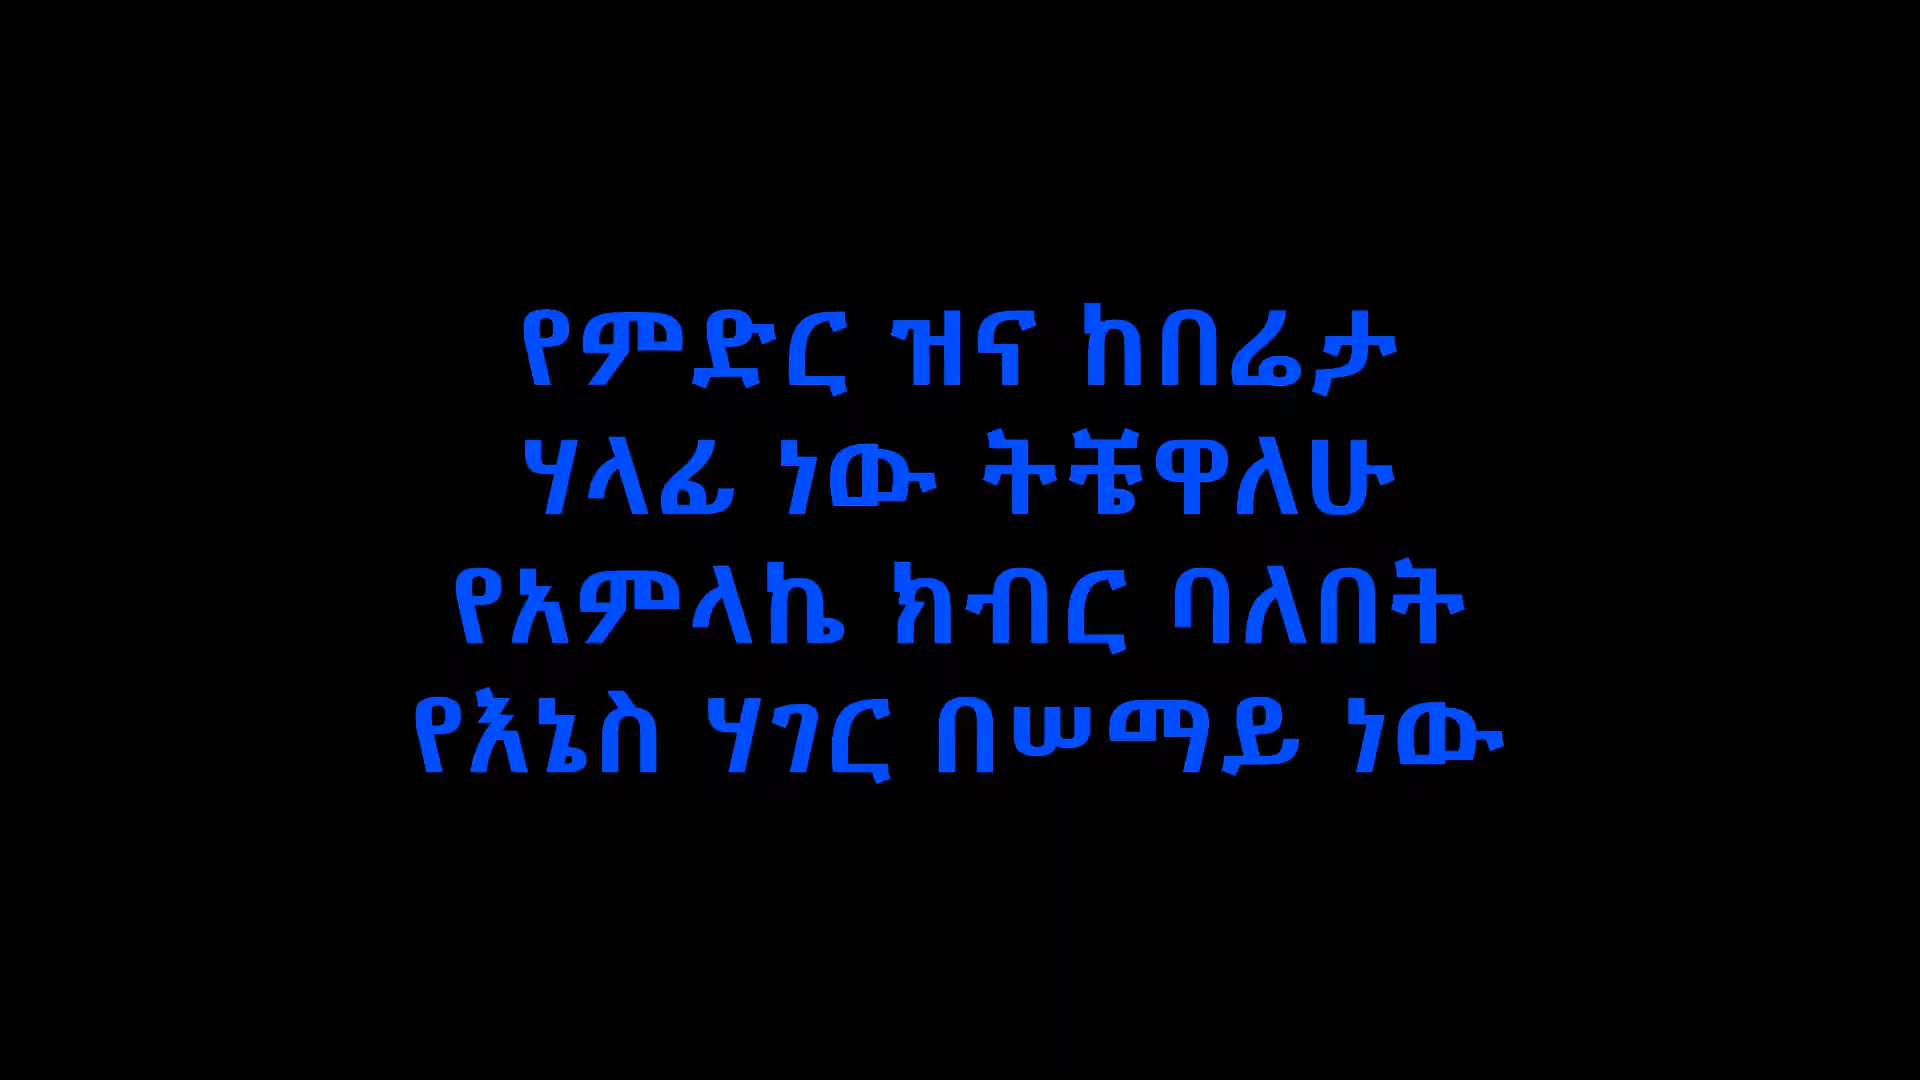 የምድር ዝና ከበሬታ
ሃላፊ ነው ትቼዋለሁ
የአምላኬ ክብር ባለበት
የእኔስ ሃገር በሠማይ ነው